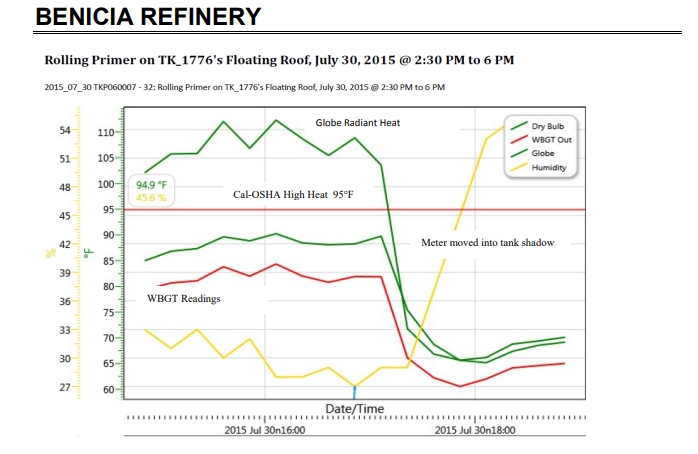 BENICIA REFINERY
Rolling Primer on TK_1776's Floating Roof, July 30, 2015 @ 2:30 PM to 6 PM
2015_07_30 TKP060007 - 32: Rolling Primer on TK_1776's Floating Roof, July 30, 2015 @ 2:30 PM to 6 PM
Globe Radiant Heat
Dry Bulb
WBGT Out
Globe
Humidity
94.9 °F
45.6 %
Cal-OSHA High Heat 95°F
Meter moved into tank shadow
WBGT Readings
%
54
51
48
45
42
39
36
33
30
27
°F
110
105
100
95
90
85
80
75
70
65
60
Date/Time
2015 Jul 30n16:00
2015 Jul 30n18:00